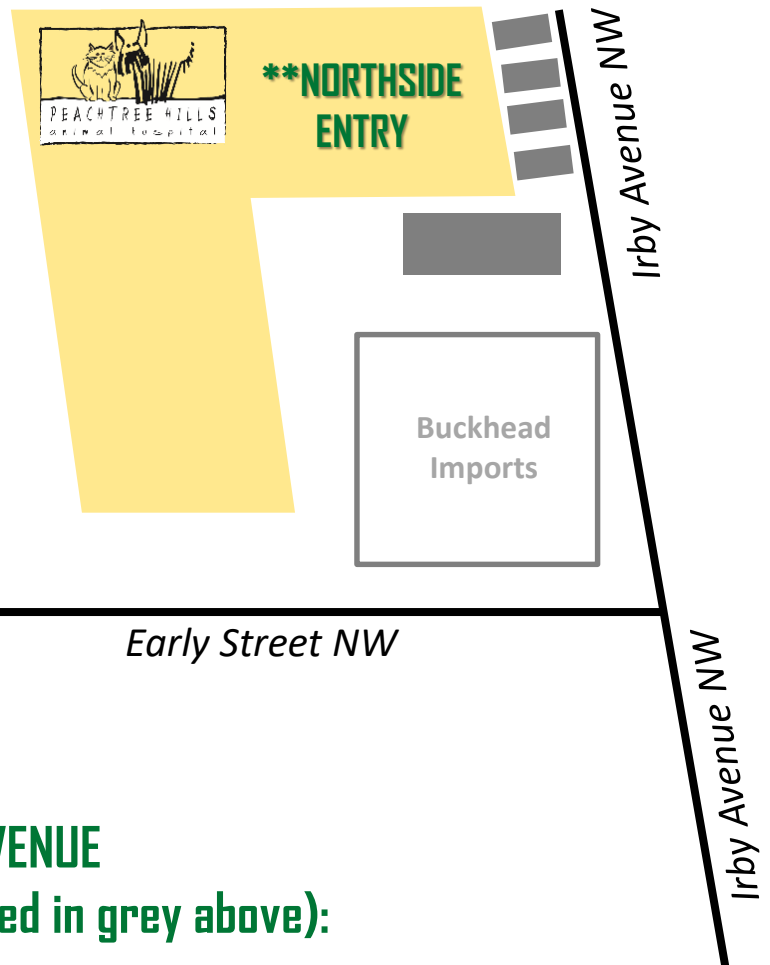 PEACHTREE HILLS
animal hospital
**NORTHSIDE
ENTRY
Irby Avenue NW
Buckhead
Imports
Early Street NW
Irby Avenue NW
VENUE
ed in grey above):